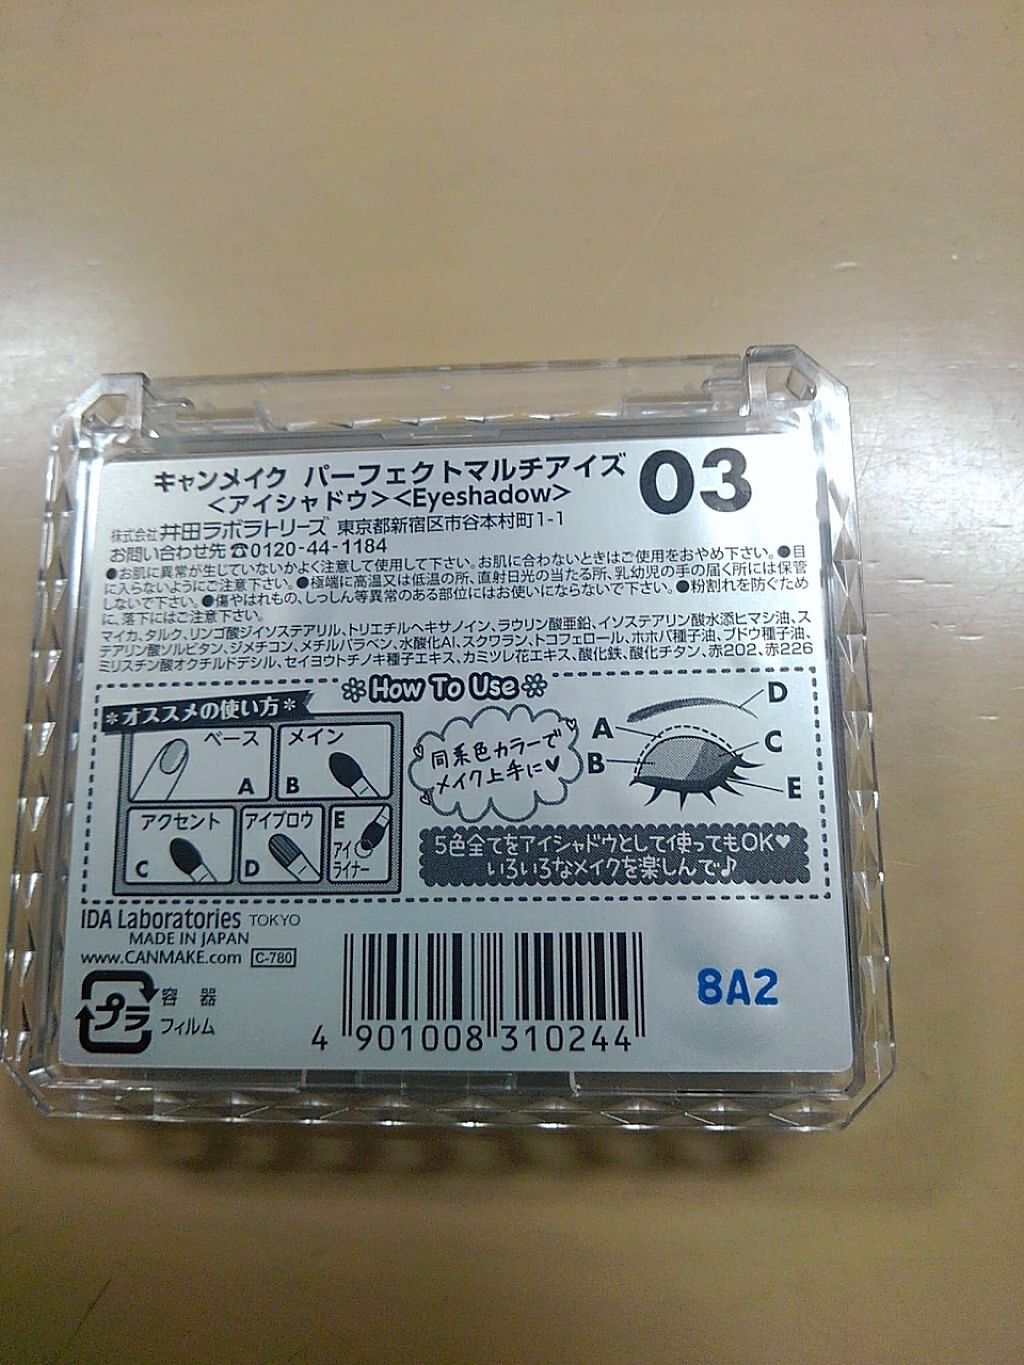 キャンメイク パーフェクトマルチアイズ
＜アイシャドウ＞<Eyeshadow>
03
株式会社井田ラボラトリーズ 東京都新宿区市谷本村町1-1
お問い合わせ先☎0120-44-1184
●お肌に異常が生じていないかよく注意して使用して下さい。お肌に合わないときはご使用をおやめ下さい。●目
に入らないようにご注意下さい。●極端に高温又は低温の所、直射日光の当たる所、乳幼児の手の届く所には保管
しないで下さい。●傷やはれもの、しっしん等異常のある部位にはお使いにならないで下さい。●粉割れを防ぐため
に、落下にはご注意下さい。
マイカ、タルク、リンゴ酸ジイソステアリル、トリエチルヘキサノイン、ラウリン酸亜鉛、イソステアリン酸水添ヒマシ油、ス
テアリン酸ソルビタン、ジメチコン、メチルパラベン、水酸化Al、スクワラン、トコフェロール、ホホバ種子油、ブドウ種子油、
ミリスチン酸オクチルドデシル、セイヨウトチノキ種子エキス、カミツレ花エキス、酸化鉄、酸化チタン、赤202、赤226
How To Use
オススメの使い方
ベース
A
メイン
B
アクセント
C
アイブロウ
D
E
アイ
ライナー
同系色カラーで
メイク上手に♥
A
B
D
C
E
5色全てをアイシャドウとして使ってもOK♥
いろいろなメイクを楽しんで♪
IDA Laboratories TOKYO
MADE IN JAPAN
www.CANMAKE.com C-780
プラ
容 器
フィルム
4 901008 310244
8A2